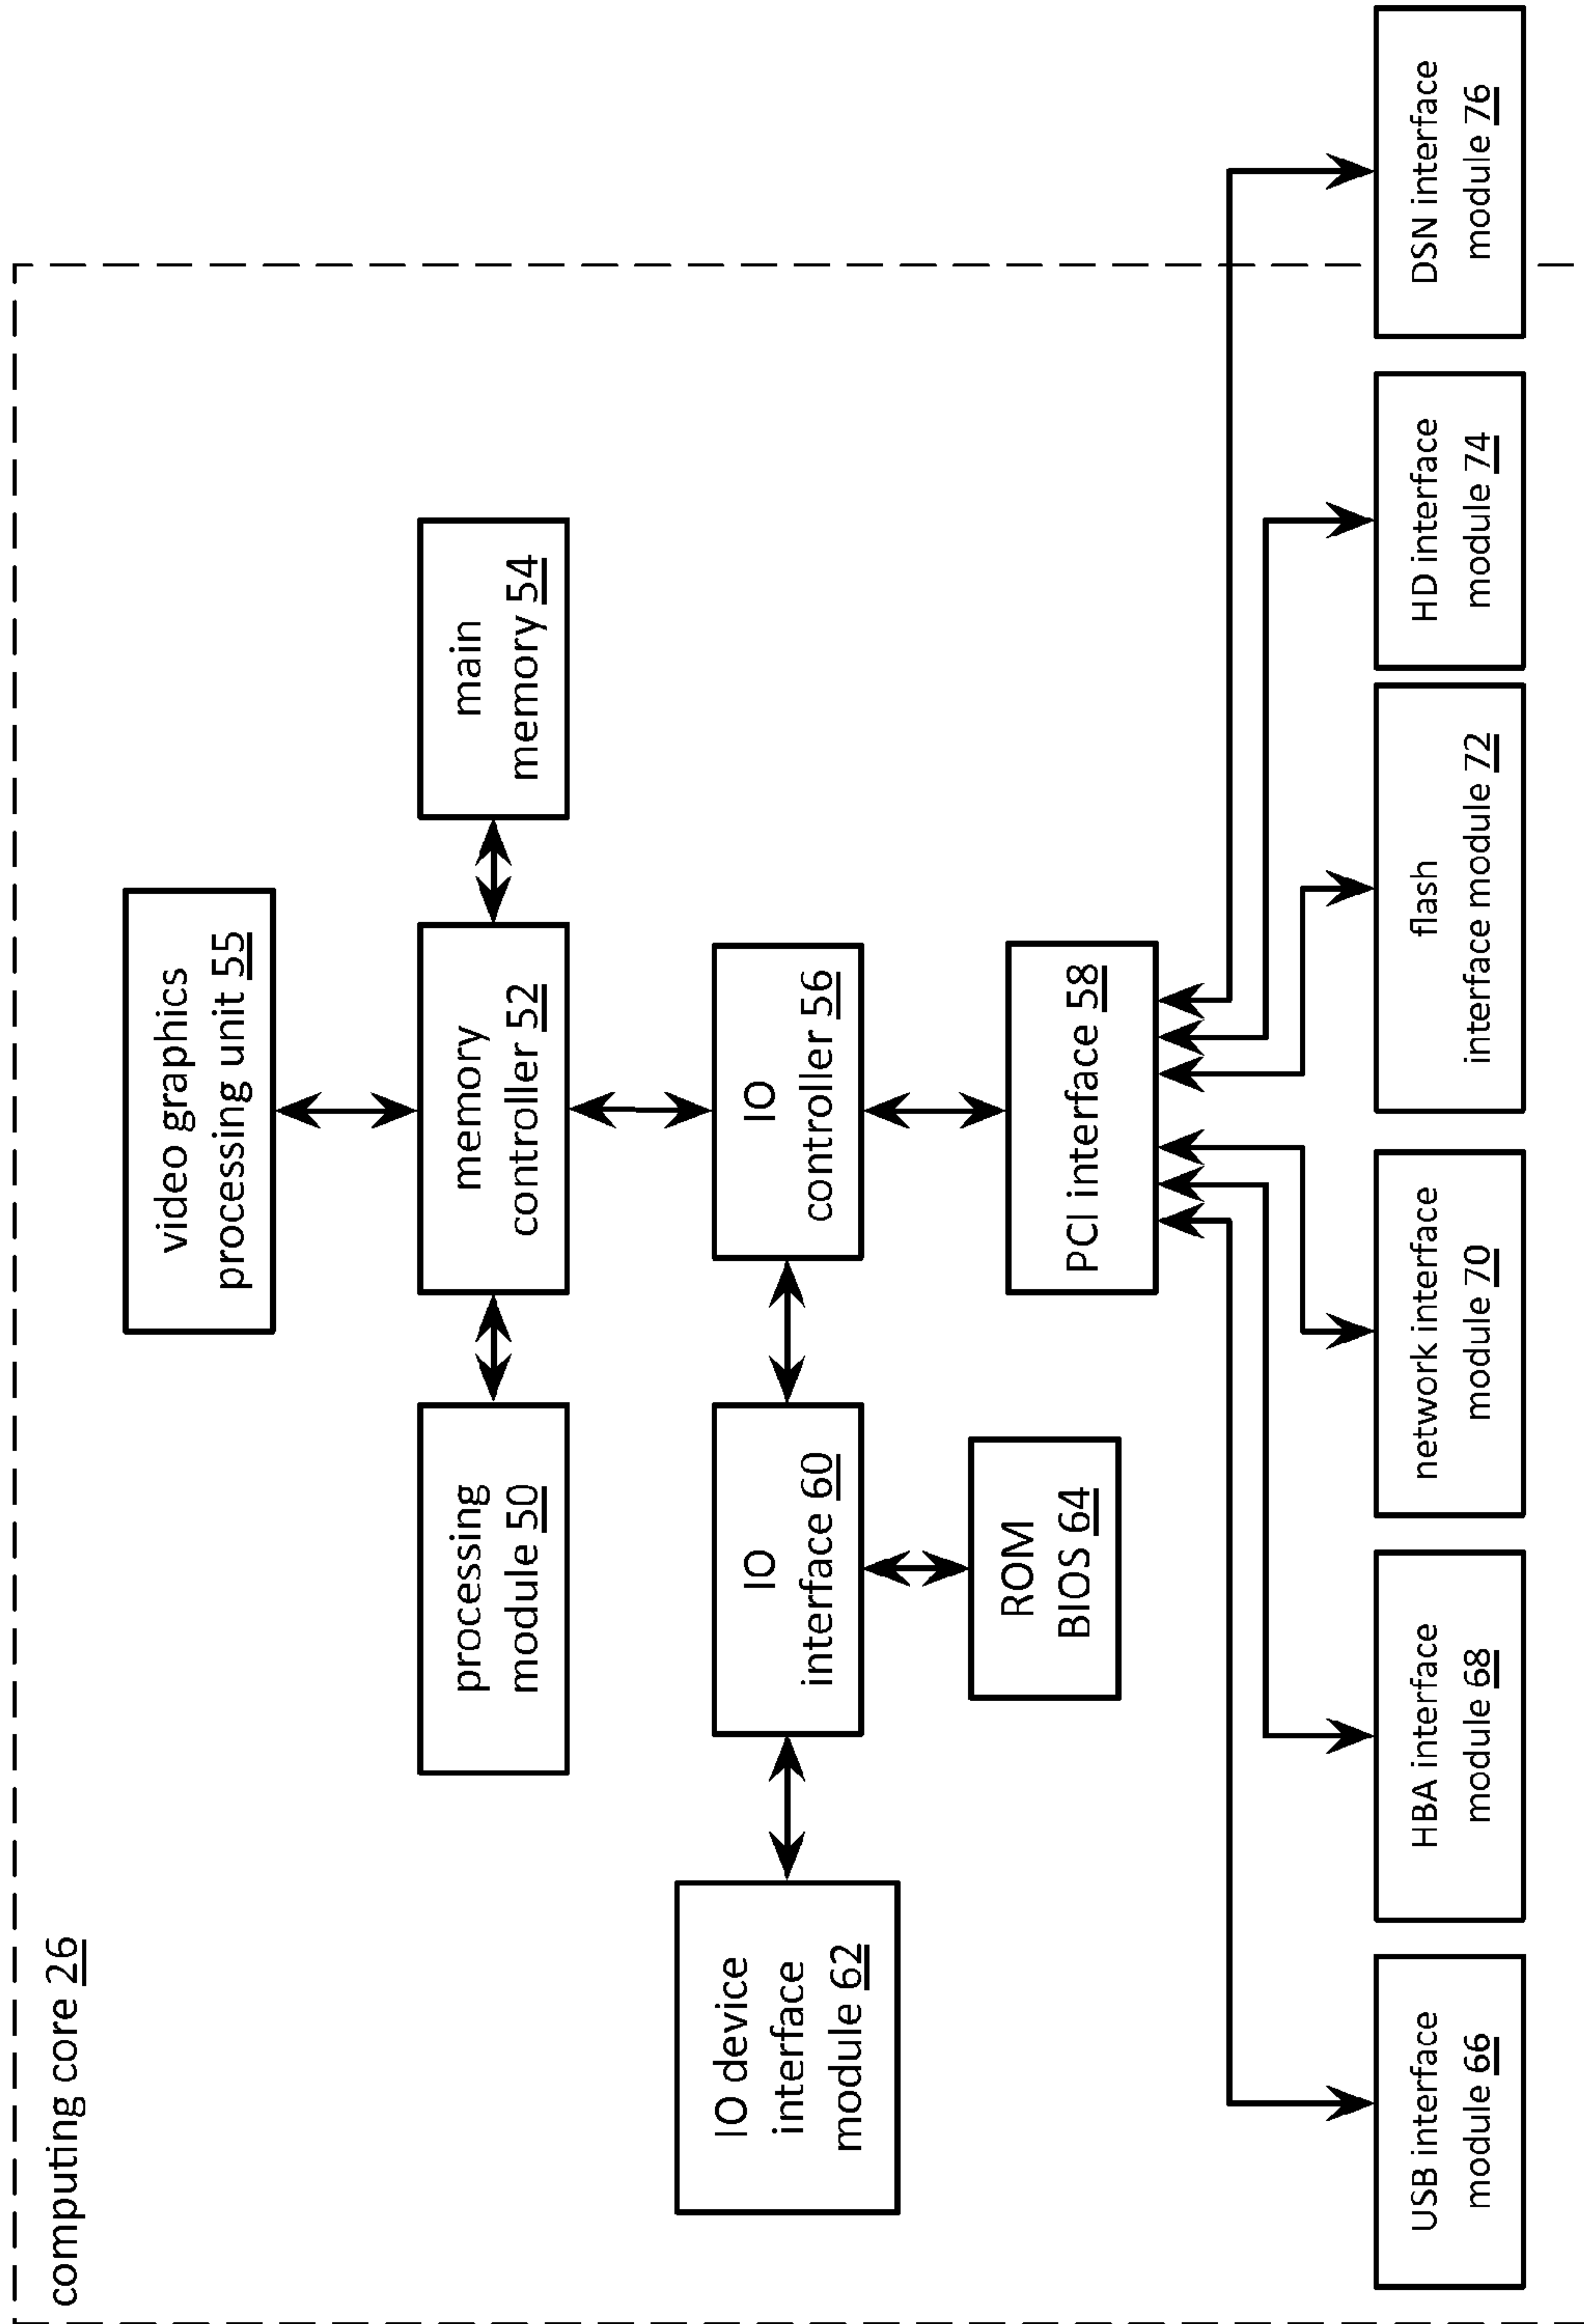 computing core 26
video graphics
processing unit 55
processing
module 50
memory
controller 52
main
memory 54
IO device
interface
module 62
IO
interface 60
IO
controller 56
ROM
BIOS 64
PCI interface 58
USB interface
module 66
HBA interface
module 68
network interface
module 70
flash
interface module 72
HD interface
module 74
DSN interface
module 76